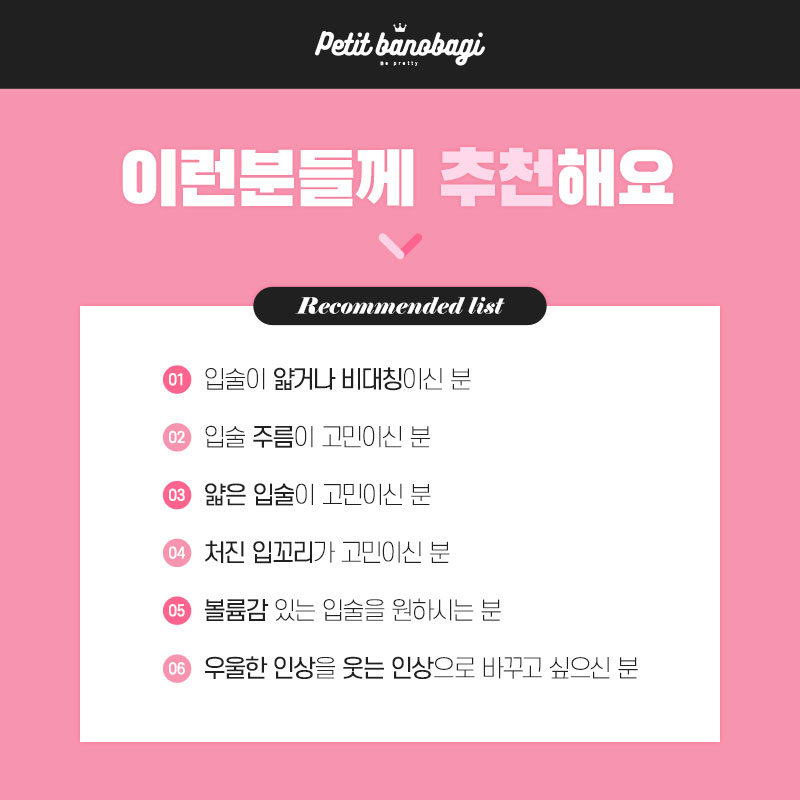 Petit banobagi
Be pretty
이런분들께 추천해요
Recommended list
01 입술이 얇거나 비대칭이신 분
02 입술 주름이 고민이신 분
03 얇은 입술이 고민이신 분
04 처진 입꼬리가 고민이신 분
05 볼륨감 있는 입술을 원하시는 분
06 우울한 인상을 웃는 인상으로 바꾸고 싶으신 분